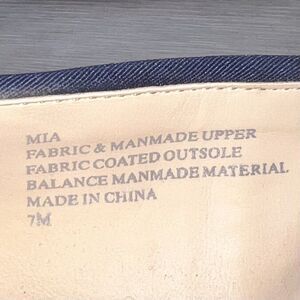 MIA
FABRIC & MANMADE UPPER
FABRIC COATED OUTSOLE
BALANCE MANMADE MATERIAL
MADE IN CHINA
7M